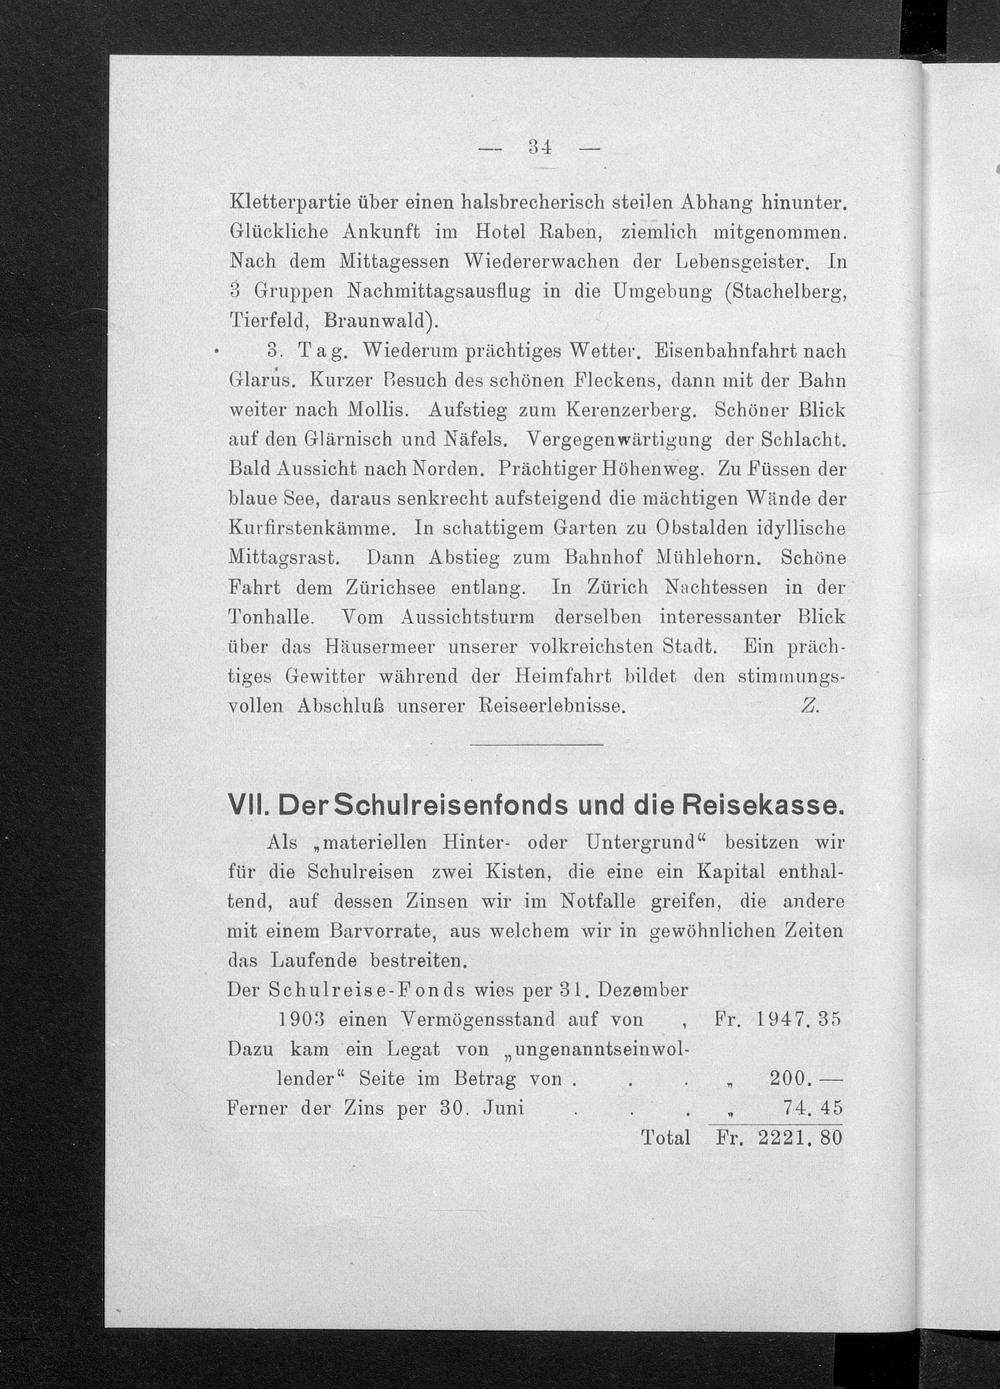 — 34 —
Kletterpartie über einen halsbrecherisch steilen Abhang hinunter.
Glückliche Ankunft im Hotel Raben, ziemlich mitgenommen.
Nach dem Mittagessen Wiedererwachen der Lebensgeister. In
3 Gruppen Nachmittagsausflug in die Umgebung (Stachelberg,
Tierfeld, Braunwald).
3. Tag. Wiederum prächtiges Wetter. Eisenbahnfahrt nach
Glarus. Kurzer Besuch des schönen Fleckens, dann mit der Bahn
weiter nach Mollis. Aufstieg zum Kerenzerberg. Schöner Blick
auf den Glärnisch und Näfels. Vergegenwärtigung der Schlacht.
Bald Aussicht nach Norden. Prächtiger Höhenweg. Zu Füssen der
blaue See, daraus senkrecht aufsteigend die mächtigen Wände der
Kurfirstenkämme. In schattigem Garten zu Obstalden idyllische
Mittagsrast. Dann Abstieg zum Bahnhof Mühlehorn. Schöne
Fahrt dem Zürichsee entlang. In Zürich Nachtessen in der
Tonhalle. Vom Aussichtsturm derselben interessanter Blick
über das Häusermeer unserer volkreichsten Stadt. Ein präch-
tiges Gewitter während der Heimfahrt bildet den stimmungs-
vollen Abschluß unserer Reiseerlebnisse. Z.
VII. Der Schulreisenfonds und die Reisekasse.
Als „materiellen Hinter- oder Untergrund“ besitzen wir
für die Schulreisen zwei Kisten, die eine ein Kapital enthal-
tend, auf dessen Zinsen wir im Notfalle greifen, die andere
mit einem Barvorrate, aus welchem wir in gewöhnlichen Zeiten
das Laufende bestreiten.
Der Schulreise-Fonds wies per 31. Dezember
1903 einen Vermögensstand auf von , Fr. 1947. 35
Dazu kam ein Legat von „ungenanntseinwol-
lender“ Seite im Betrag von . . . „ 200. —
Ferner der Zins per 30. Juni . . . „ 74. 45
Total Fr. 2221. 80